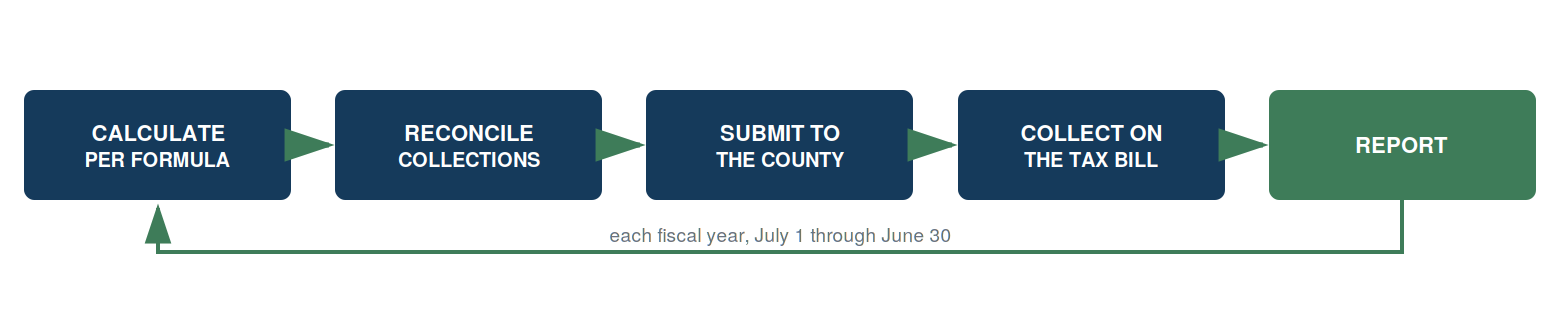 CALCULATE
PER FORMULA
RECONCILE
COLLECTIONS
SUBMIT TO
THE COUNTY
COLLECT ON
THE TAX BILL
REPORT
each fiscal year, July 1 through June 30